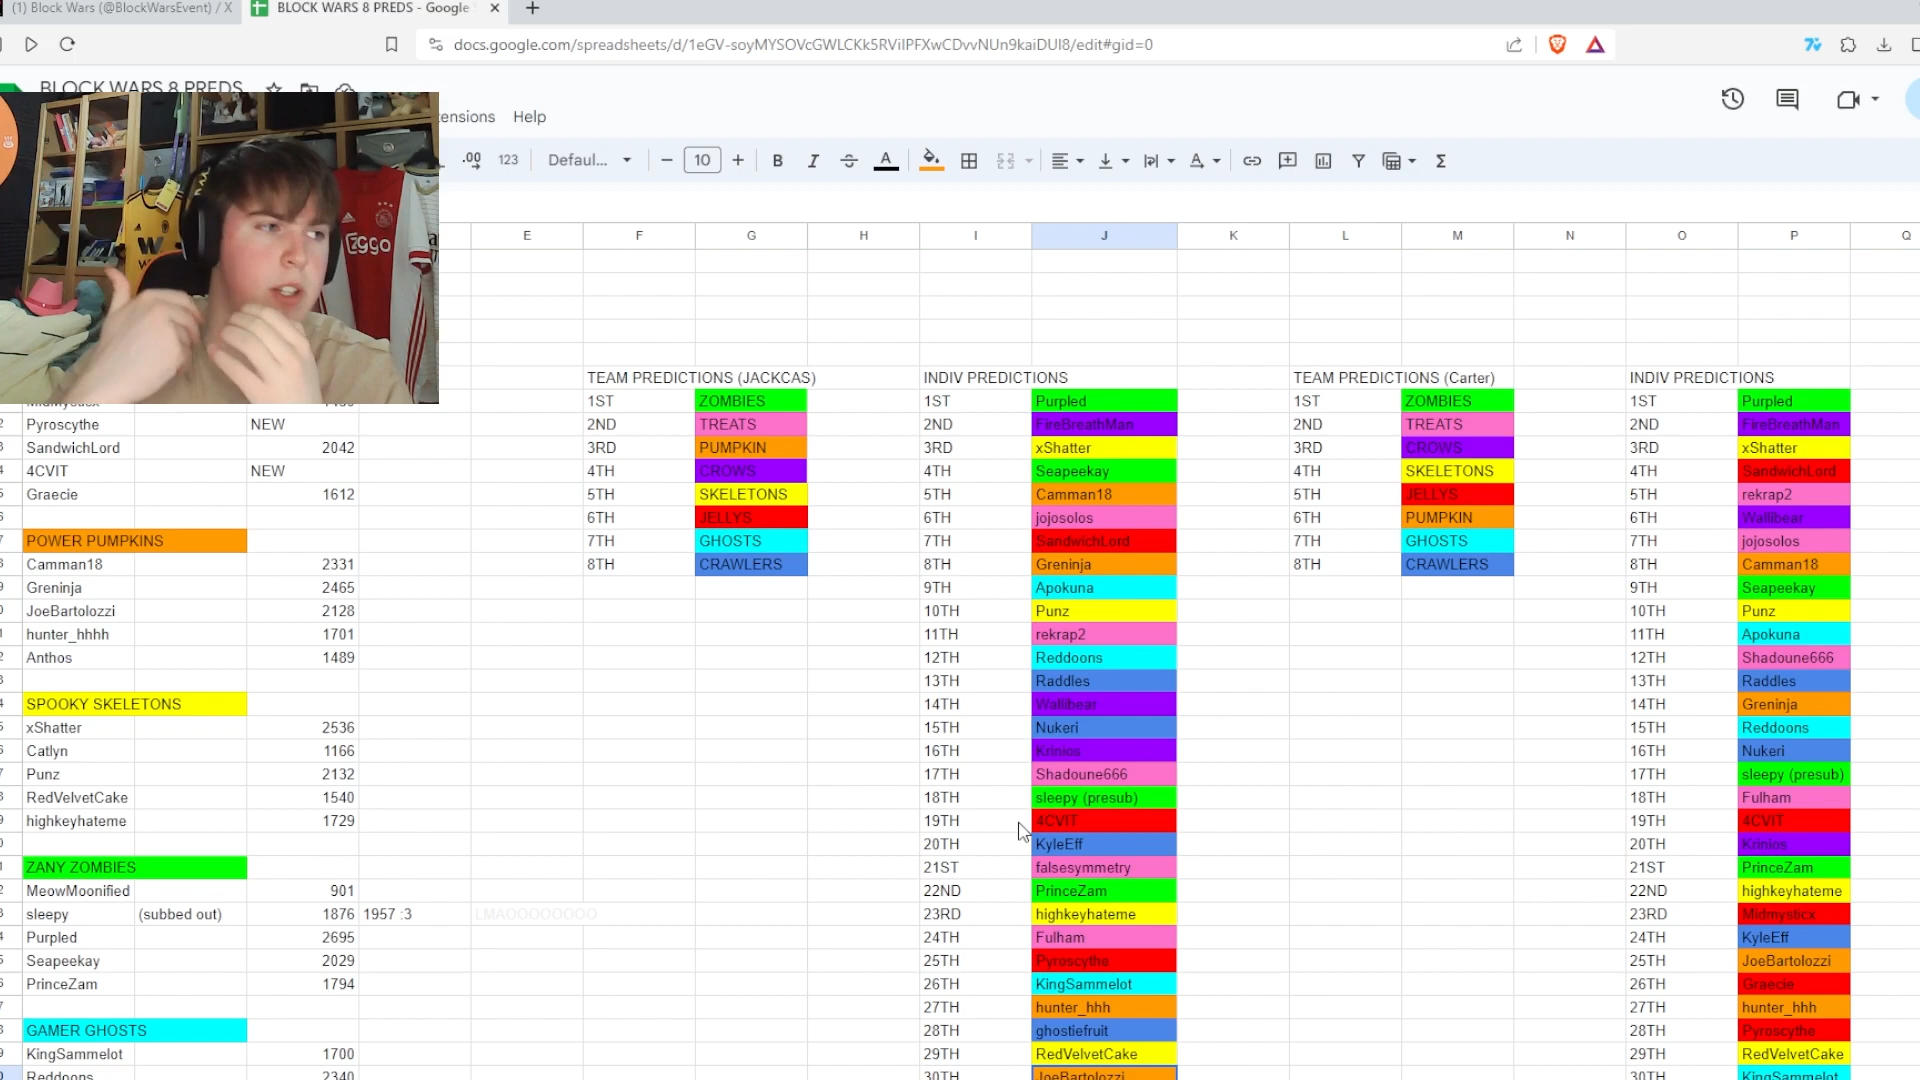 (1) Block Wars (@BlockWarsEvent) / X
BLOCK WARS 8 PREDS - Google
docs.google.com/spreadsheets/d/1eGV-soyMYSOVcGWLCKk5RVilPFXwCDvvNUn9kaiDUI8/edit#gid=0
BLOCK WARS 8 PREDS
tensions Help
.00 123 Defaul... 10
E F G H I J K L M N O P Q
TEAM PREDICTIONS (JACKCAS) INDIV PREDICTIONS TEAM PREDICTIONS (Carter) INDIV PREDICTIONS
1ST ZOMBIES 1ST Purpled 1ST ZOMBIES 1ST Purpled
Pyroscythe NEW 2ND TREATS 2ND FireBreathMan 2ND TREATS 2ND FireBreathMan
SandwichLord 2042 3RD PUMPKIN 3RD xShatter 3RD CROWS 3RD xShatter
4CVIT NEW 4TH CROWS 4TH Seapeekay 4TH SKELETONS 4TH SandwichLord
Graecie 1612 5TH SKELETONS 5TH Camman18 5TH JELLYS 5TH rekrap2
6TH JELLYS 6TH jojosolos 6TH PUMPKIN 6TH Wallibear
POWER PUMPKINS 7TH GHOSTS 7TH SandwichLord 7TH GHOSTS 7TH jojosolos
Camman18 2331 8TH CRAWLERS 8TH Greninja 8TH CRAWLERS 8TH Camman18
Greninja 2465 9TH Apokuna 9TH Seapeekay
JoeBartolozzi 2128 10TH Punz 10TH Punz
hunter_hhhh 1701 11TH rekrap2 11TH Apokuna
Anthos 1489 12TH Reddoons 12TH Shadoune666
13TH Raddles 13TH Raddles
SPOOKY SKELETONS 14TH Wallibear 14TH Greninja
xShatter 2536 15TH Nukeri 15TH Reddoons
Catlyn 1166 16TH Krinios 16TH Nukeri
Punz 2132 17TH Shadoune666 17TH sleepy (presub)
RedVelvetCake 1540 18TH sleepy (presub) 18TH Fulham
highkeyhateme 1729 19TH 4CVIT 19TH 4CVIT
20TH KyleEff 20TH Krinios
ZANY ZOMBIES 21ST falsesymmetry 21ST PrinceZam
MeowMoonified 901 22ND PrinceZam 22ND highkeyhateme
sleepy (subbed out) 1876 1957 :3 LMAOOOOOOOO 23RD highkeyhateme 23RD Midmysticx
Purpled 2695 24TH Fulham 24TH KyleEff
Seapeekay 2029 25TH Pyroscythe 25TH JoeBartolozzi
PrinceZam 1794 26TH KingSammelot 26TH Graecie
27TH hunter_hhh 27TH hunter_hhh
GAMER GHOSTS 28TH ghostiefruit 28TH Pyroscythe
KingSammelot 1700 29TH RedVelvetCake 29TH RedVelvetCake
Reddoons 2340 30TH JoeBartolozzi 30TH KingSammelot